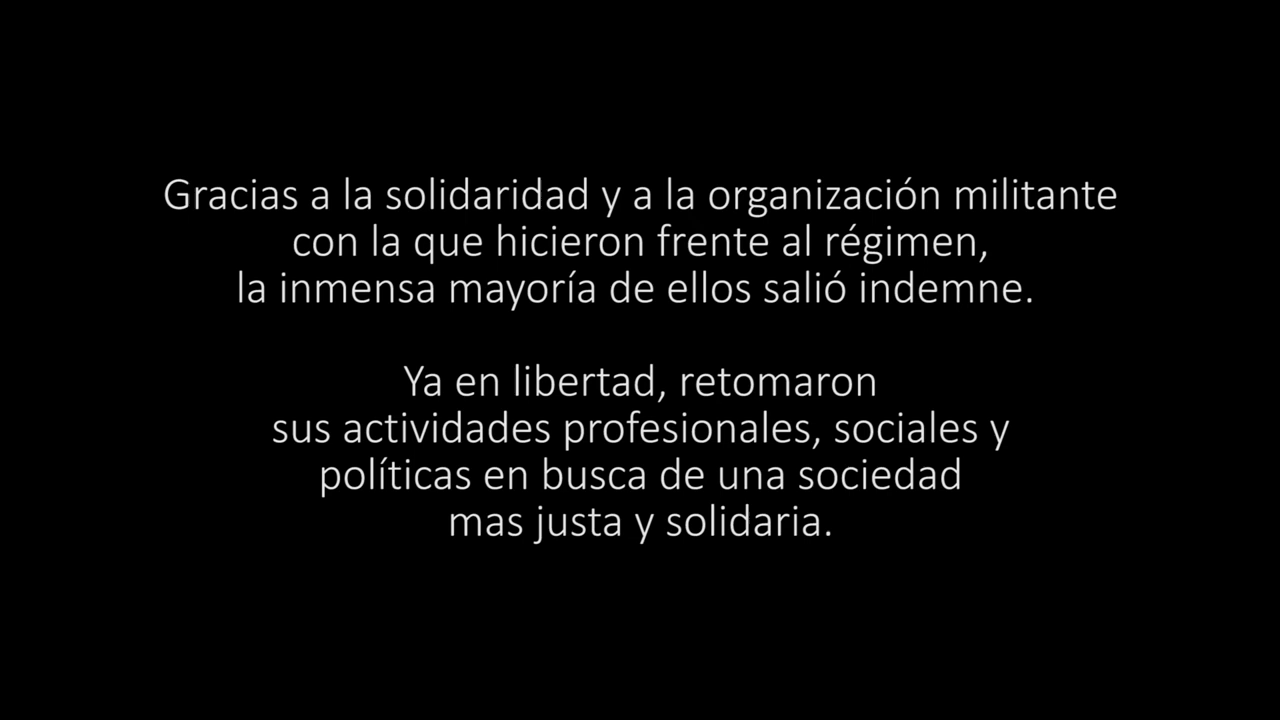 Gracias a la solidaridad y a la organización militante
con la que hicieron frente al régimen,
la inmensa mayoría de ellos salió indemne.
Ya en libertad, retomaron
sus actividades profesionales, sociales y
políticas en busca de una sociedad
mas justa y solidaria.